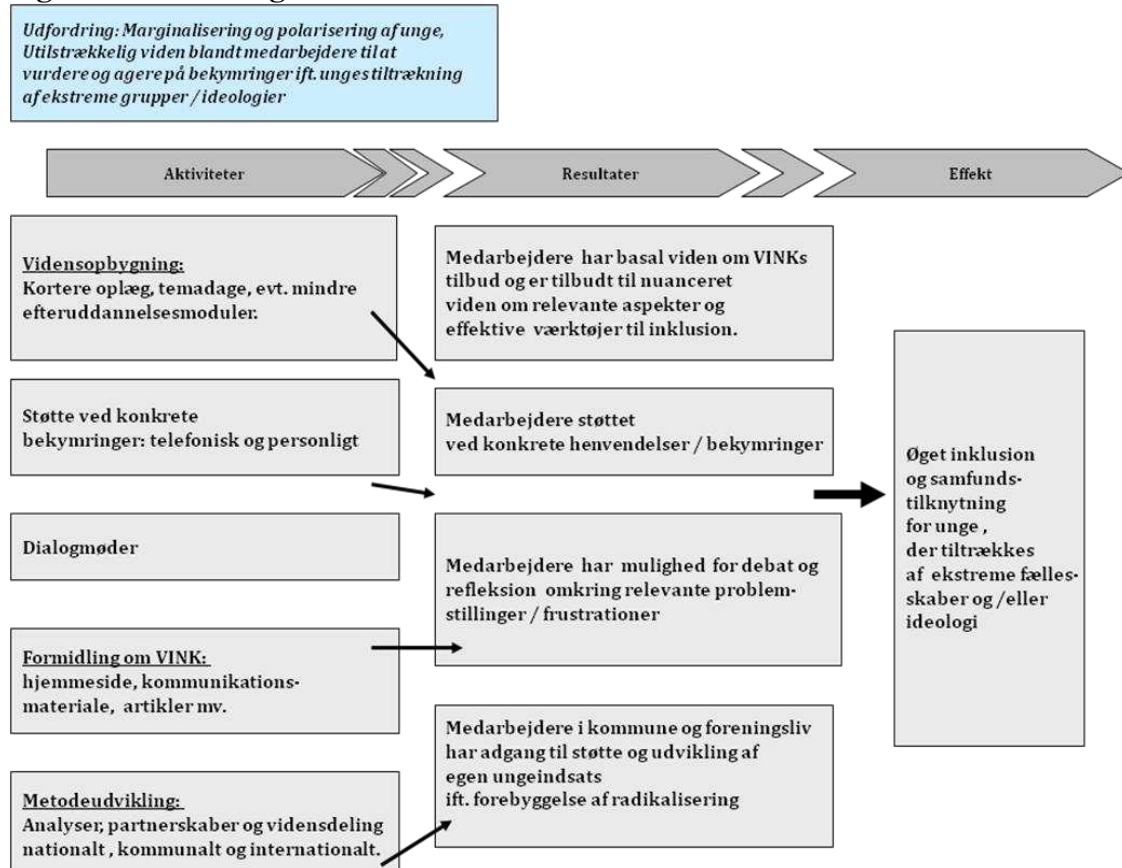 Udfordring: Marginalisering og polarisering af unge,
Utilstrækkelig viden blandt medarbejdere til at
vurdere og agere på bekymringer ift. unges tiltrækning
af ekstreme grupper / ideologier
Aktiviteter
Resultater
Effekt
Vidensopbygning:
Kortere oplæg, temadage, evt. mindre
efteruddannelsesmoduler.
Medarbejdere har basal viden om VINKs
tilbud og er tilbudt til nuanceret
viden om relevante aspekter og
effektive værktøjer til inklusion.
Støtte ved konkrete
bekymringer: telefonisk og personligt
Medarbejdere støttet
ved konkrete henvendelser / bekymringer
Dialogmøder
Medarbejdere har mulighed for debat og
refleksion omkring relevante problem-
stillinger / frustrationer
Formidling om VINK:
hjemmeside, kommunikations-
materiale, artikler mv.
Medarbejdere i kommune og foreningsliv
har adgang til støtte og udvikling af
egen ungeindsats
ift. forebyggelse af radikalisering
Metodeudvikling:
Analyser, partnerskaber og vidensdeling
nationalt , kommunalt og internationalt.
Øget inklusion
og samfunds-
tilknytning
for unge ,
der tiltrækkes
af ekstreme fælles-
skaber og /eller
ideologi